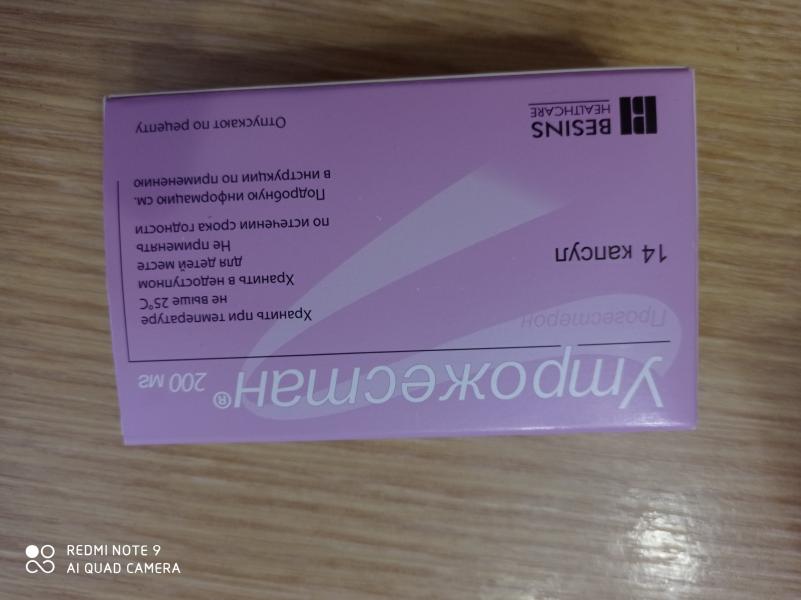 Утрожестан® 200 мг
Прогестерон
14 капсул
BESINS
HEALTHCARE
Хранить при температуре
не выше 25°C
Хранить в недоступном
для детей месте
Не применять
по истечении срока годности
Подробную информацию см.
в инструкции по применению
Отпускают по рецепту
REDMI NOTE 9
AI QUAD CAMERA